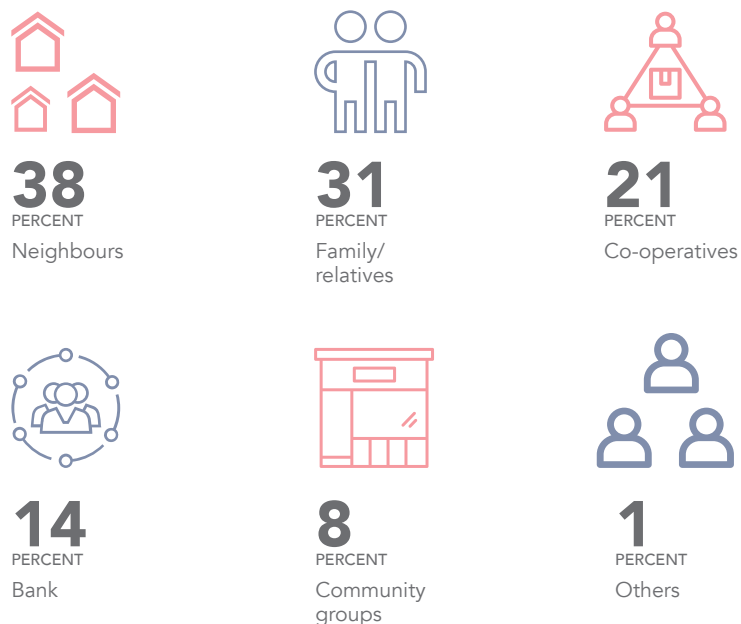 38
PERCENT
Neighbours
31
PERCENT
Family/
relatives
21
PERCENT
Co-operatives
14
PERCENT
Bank
8
PERCENT
Community
groups
1
PERCENT
Others